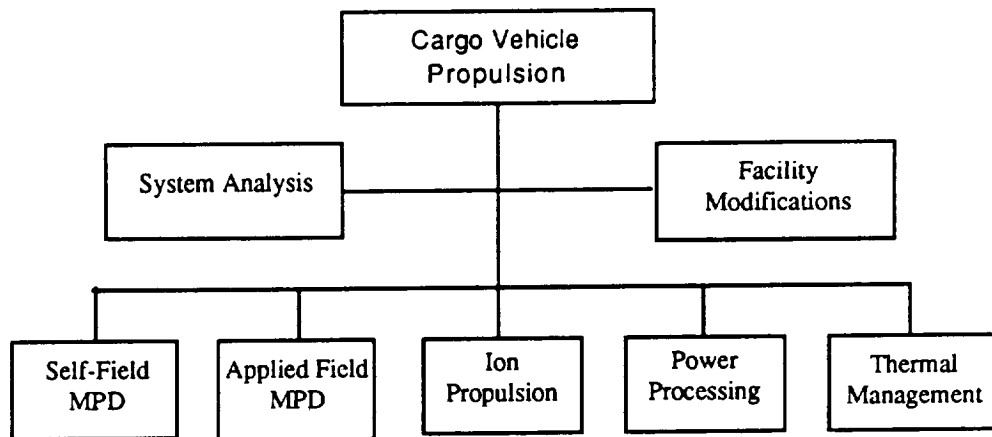 Cargo Vehicle
Propulsion
System Analysis
Facility
Modifications
Self-Field
MPD
Applied Field
MPD
Ion
Propulsion
Power
Processing
Thermal
Management